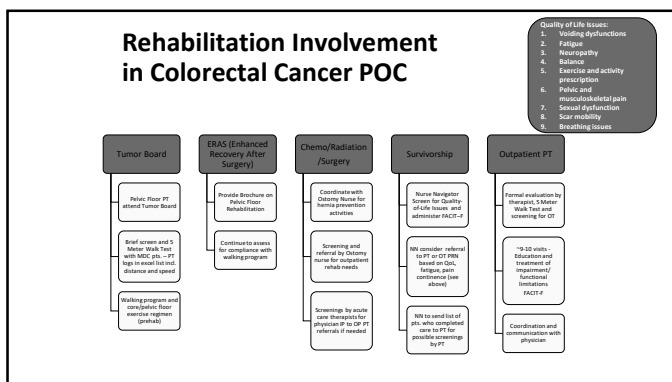 Rehabilitation Involvement
in Colorectal Cancer POC
Quality of Life Issues:
1. Voiding dysfunctions
2. Fatigue
3. Neuropathy
4. Balance
5. Exercise and activity
prescription
6. Pelvic and
musculoskeletal pain
7. Sexual dysfunction
8. Scar mobility
9. Breathing issues
Tumor Board
Pelvic Floor PT
attend Tumor Board
Brief screen and 5
Meter Walk Test
with MDC pts. – PT
logs in excel list incl.
distance and speed
Walking program and
core/pelvic floor
exercise regimen
(prehab)
ERAS (Enhanced
Recovery After
Surgery)
Provide Brochure on
Pelvic Floor
Rehabilitation
Continue to assess
for compliance with
walking program
Chemo/Radiation
/Surgery
Coordinate with
Ostomy Nurse for
hernia prevention
activities
Screening and
referral by Ostomy
nurse for outpatient
rehab needs
Screenings by acute
care therapists for
physician IP to OP PT
referrals if needed
Survivorship
Nurse Navigator
Screen for Quality-
of-Life Issues and
administer FACIT–F
NN consider referral
to PT or OT PRN
based on QoL,
fatigue, pain
continence (see
above)
NN to send list of
pts. who completed
care to PT for
possible screenings
by PT
Outpatient PT
Formal evaluation by
therapist, 5 Meter
Walk Test and
screening for OT
~9-10 visits -
Education and
treatment of
impairment/
functional
limitations
FACIT-F
Coordination and
communication with
physician